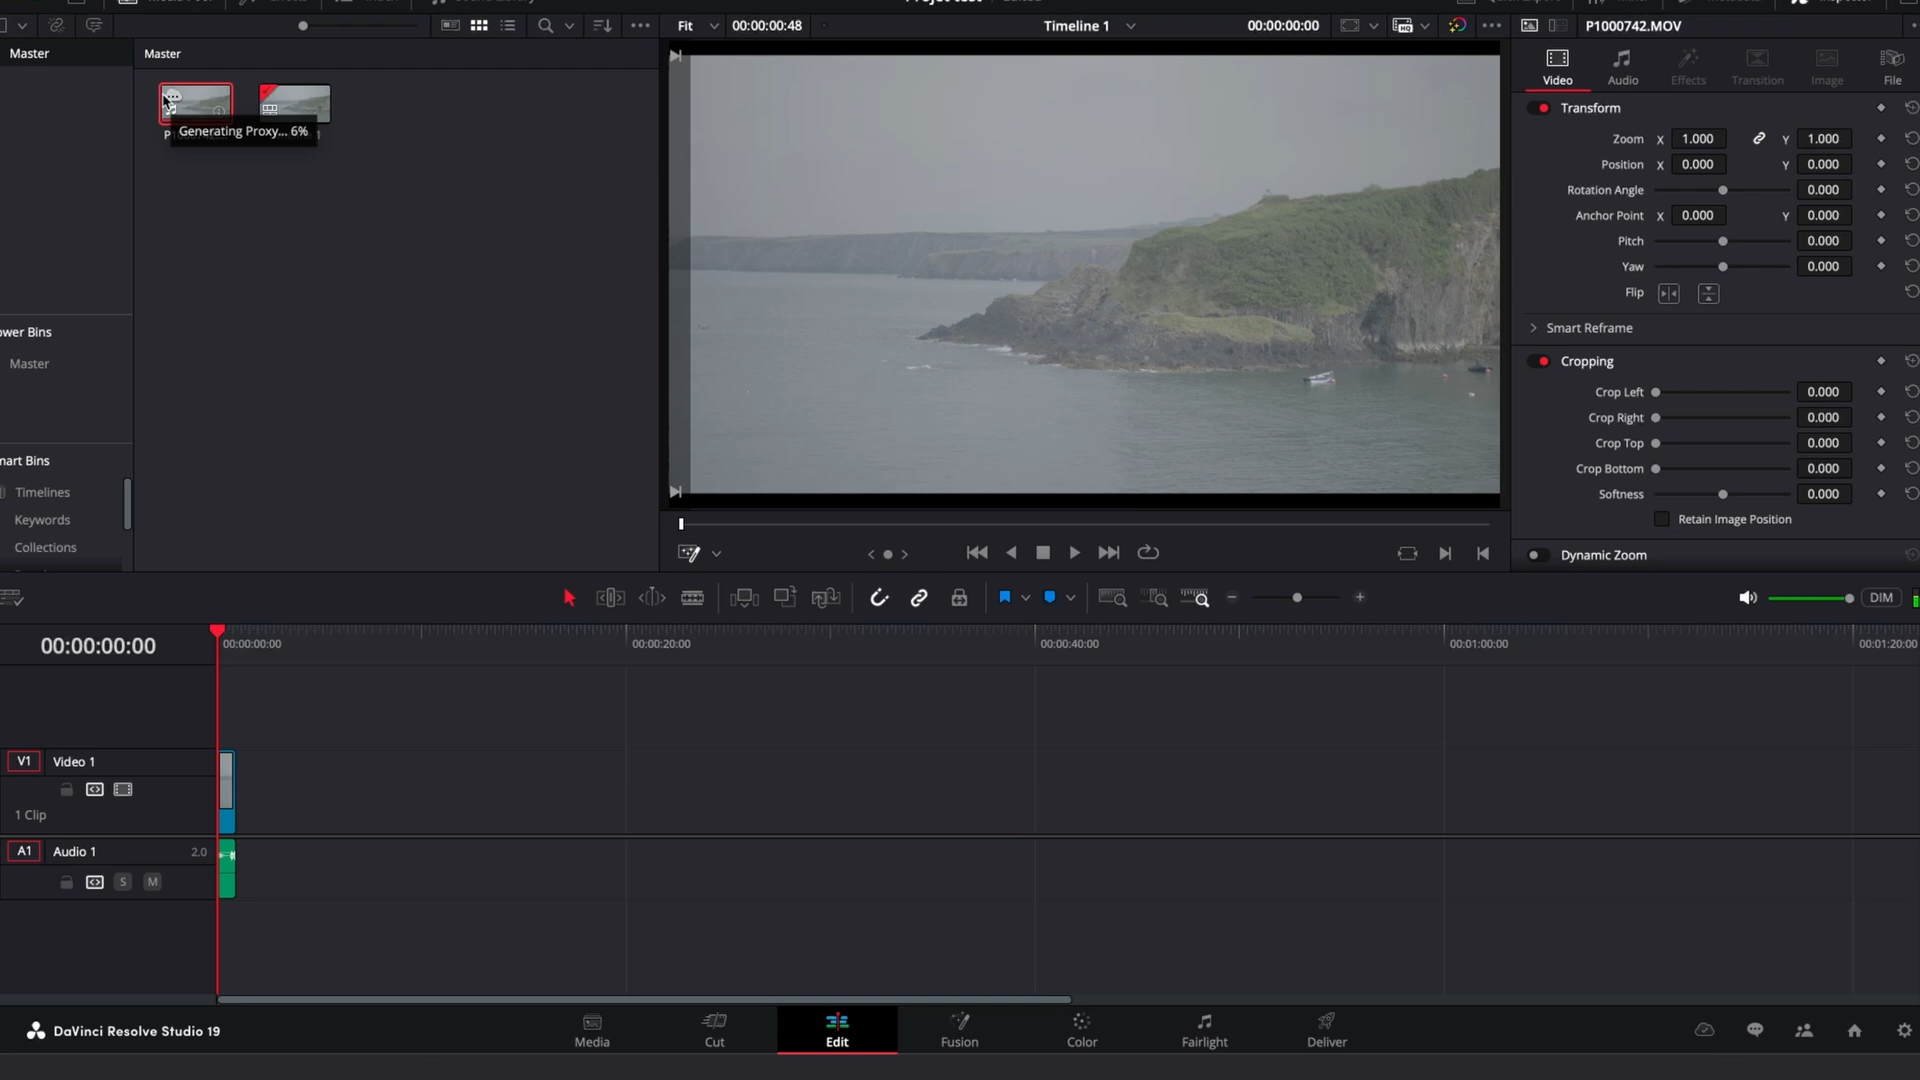 Fit
00:00:00:48
Timeline 1
00:00:00:00
P1000742.MOV
Master
Master
Generating Proxy... 6%
ower Bins
Master
mart Bins
Timelines
Keywords
Collections
Video
Audio
Effects
Transition
Image
File
Transform
Zoom X 1.000 Y 1.000
Position X 0.000 Y 0.000
Rotation Angle 0.000
Anchor Point X 0.000 Y 0.000
Pitch 0.000
Yaw 0.000
Flip
Smart Reframe
Cropping
Crop Left 0.000
Crop Right 0.000
Crop Top 0.000
Crop Bottom 0.000
Softness 0.000
Retain Image Position
Dynamic Zoom
DIM
00:00:00:00
00:00:00:00
00:00:20:00
00:00:40:00
00:01:00:00
00:01:20:00
V1 Video 1
1 Clip
A1 Audio 1 2.0
S M
DaVinci Resolve Studio 19
Media
Cut
Edit
Fusion
Color
Fairlight
Deliver